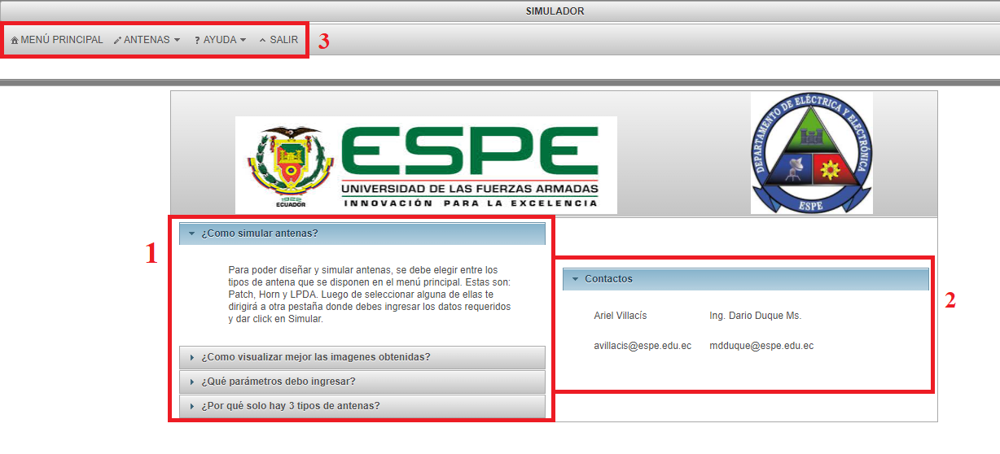 SIMULADOR
MENÚ PRINCIPAL ANTENAS ? AYUDA SALIR 3
ESPE
UNIVERSIDAD DE LAS FUERZAS ARMADAS
INNOVACIÓN PARA LA EXCELENCIA
1922
ECUADOR
DEPARTAMENTO DE ELÉCTRICA Y ELECTRÓNICA
ESPE
1
¿Como simular antenas?
Para poder diseñar y simular antenas, se debe elegir entre los
tipos de antena que se disponen en el menú principal. Estas son:
Patch, Horn y LPDA. Luego de seleccionar alguna de ellas te
dirigirá a otra pestaña donde debes ingresar los datos requeridos
y dar click en Simular.
¿Como visualizar mejor las imagenes obtenidas?
¿Qué parámetros debo ingresar?
¿Por qué solo hay 3 tipos de antenas?
Contactos
2
Ariel Villacís Ing. Dario Duque Ms.
avillacis@espe.edu.ec mdduque@espe.edu.ec